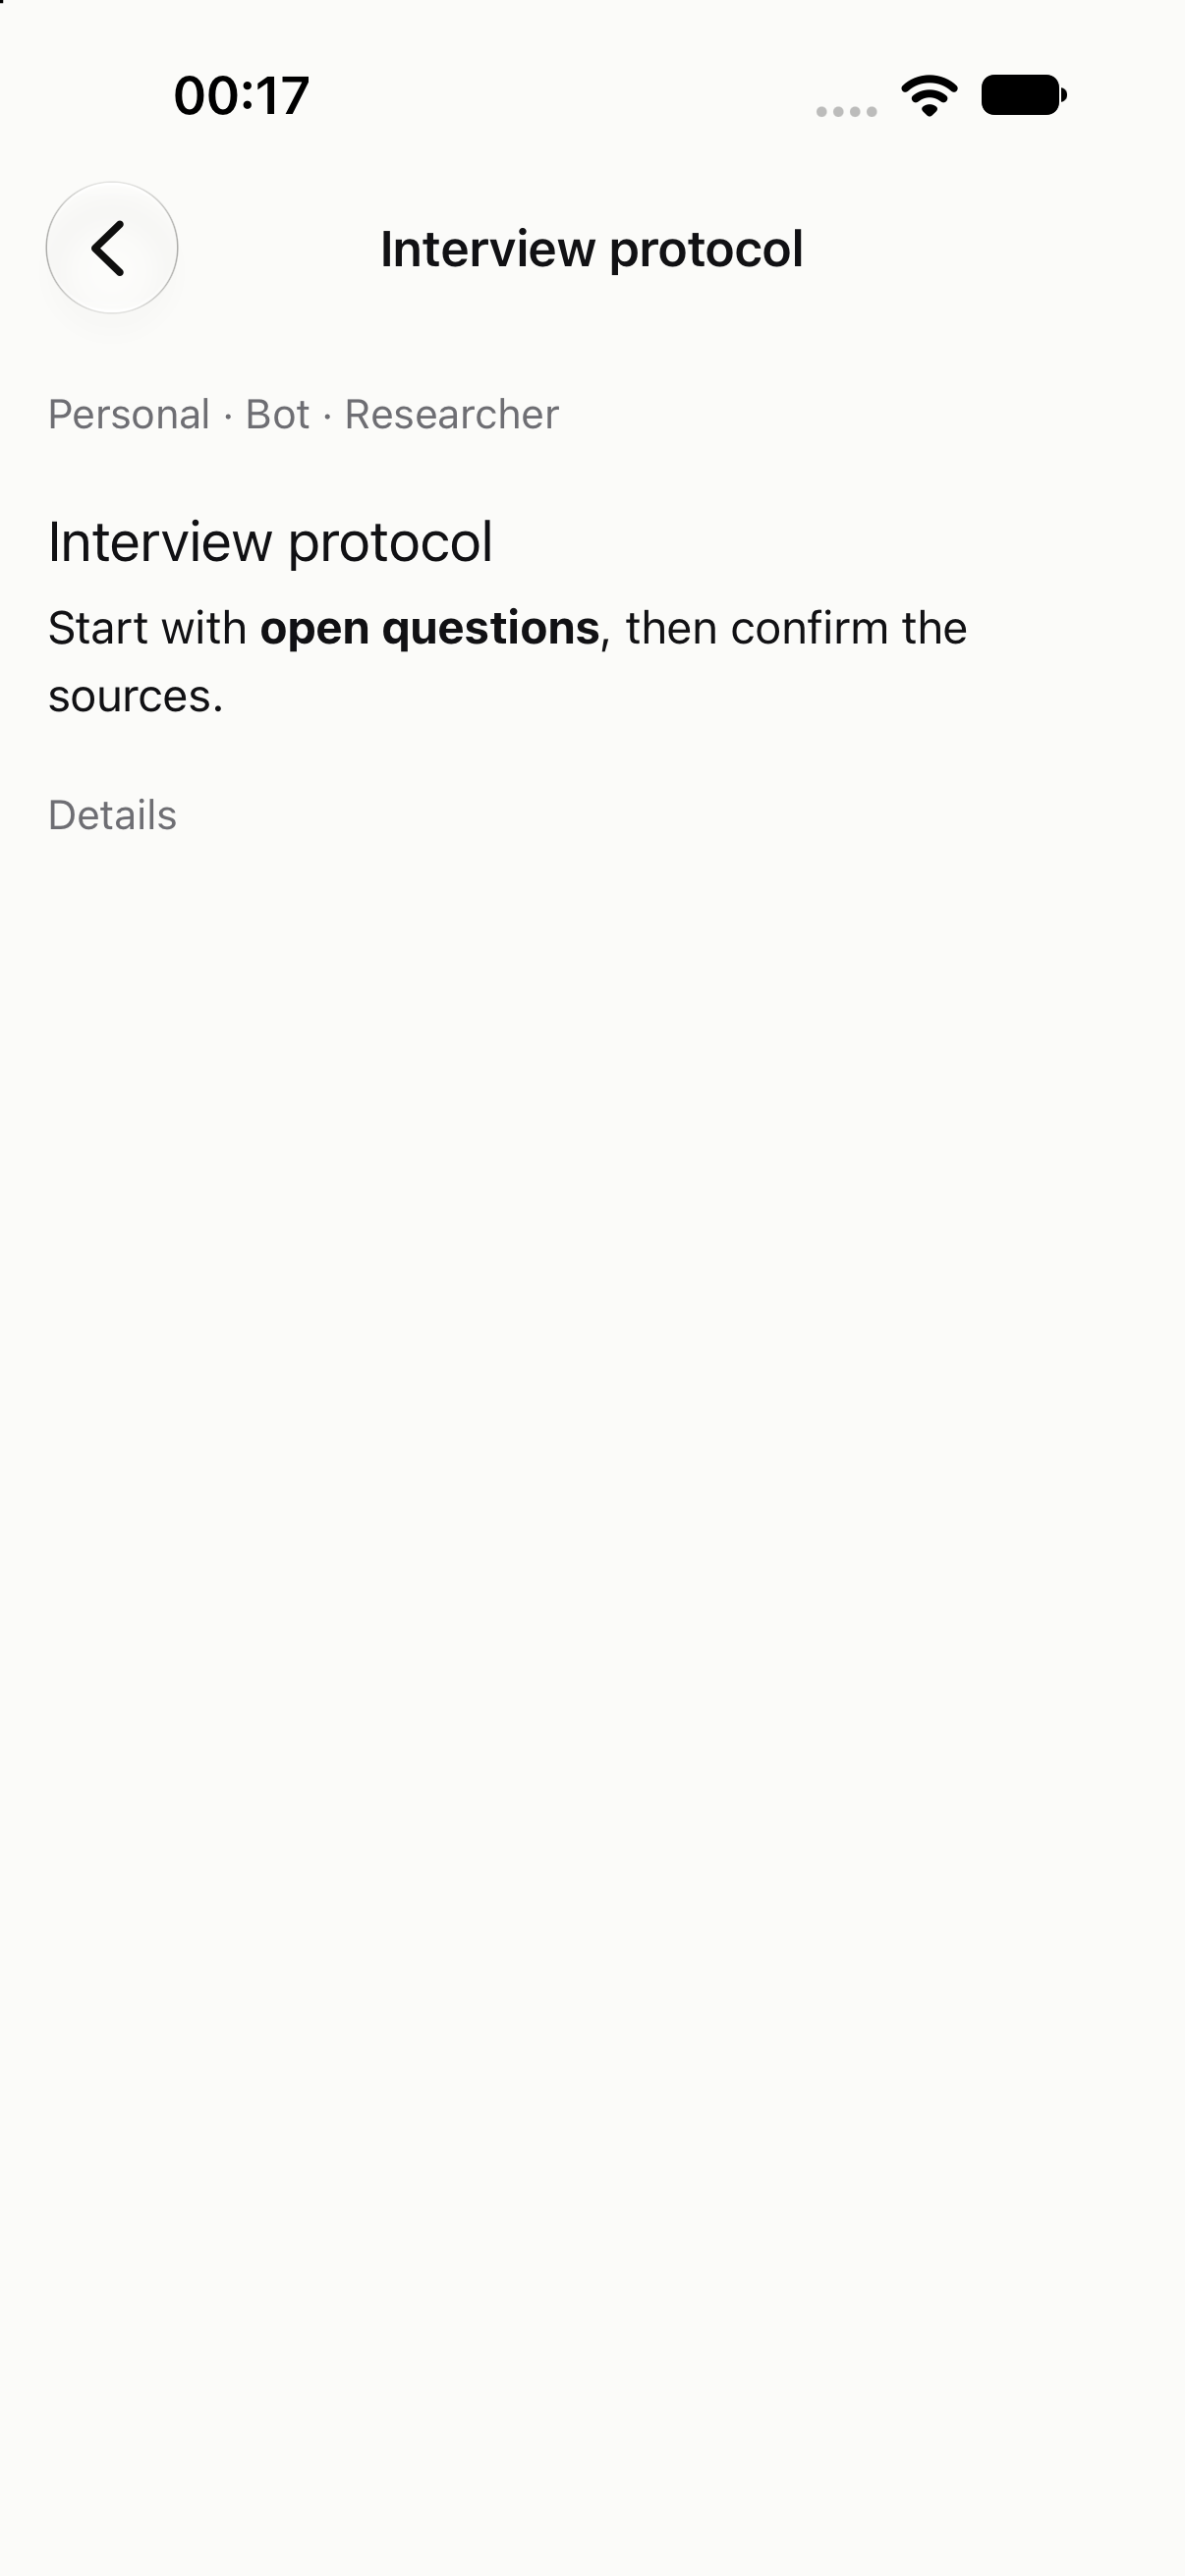 00:17
Interview protocol
Personal · Bot · Researcher
Interview protocol
Start with open questions, then confirm the
sources.
Details